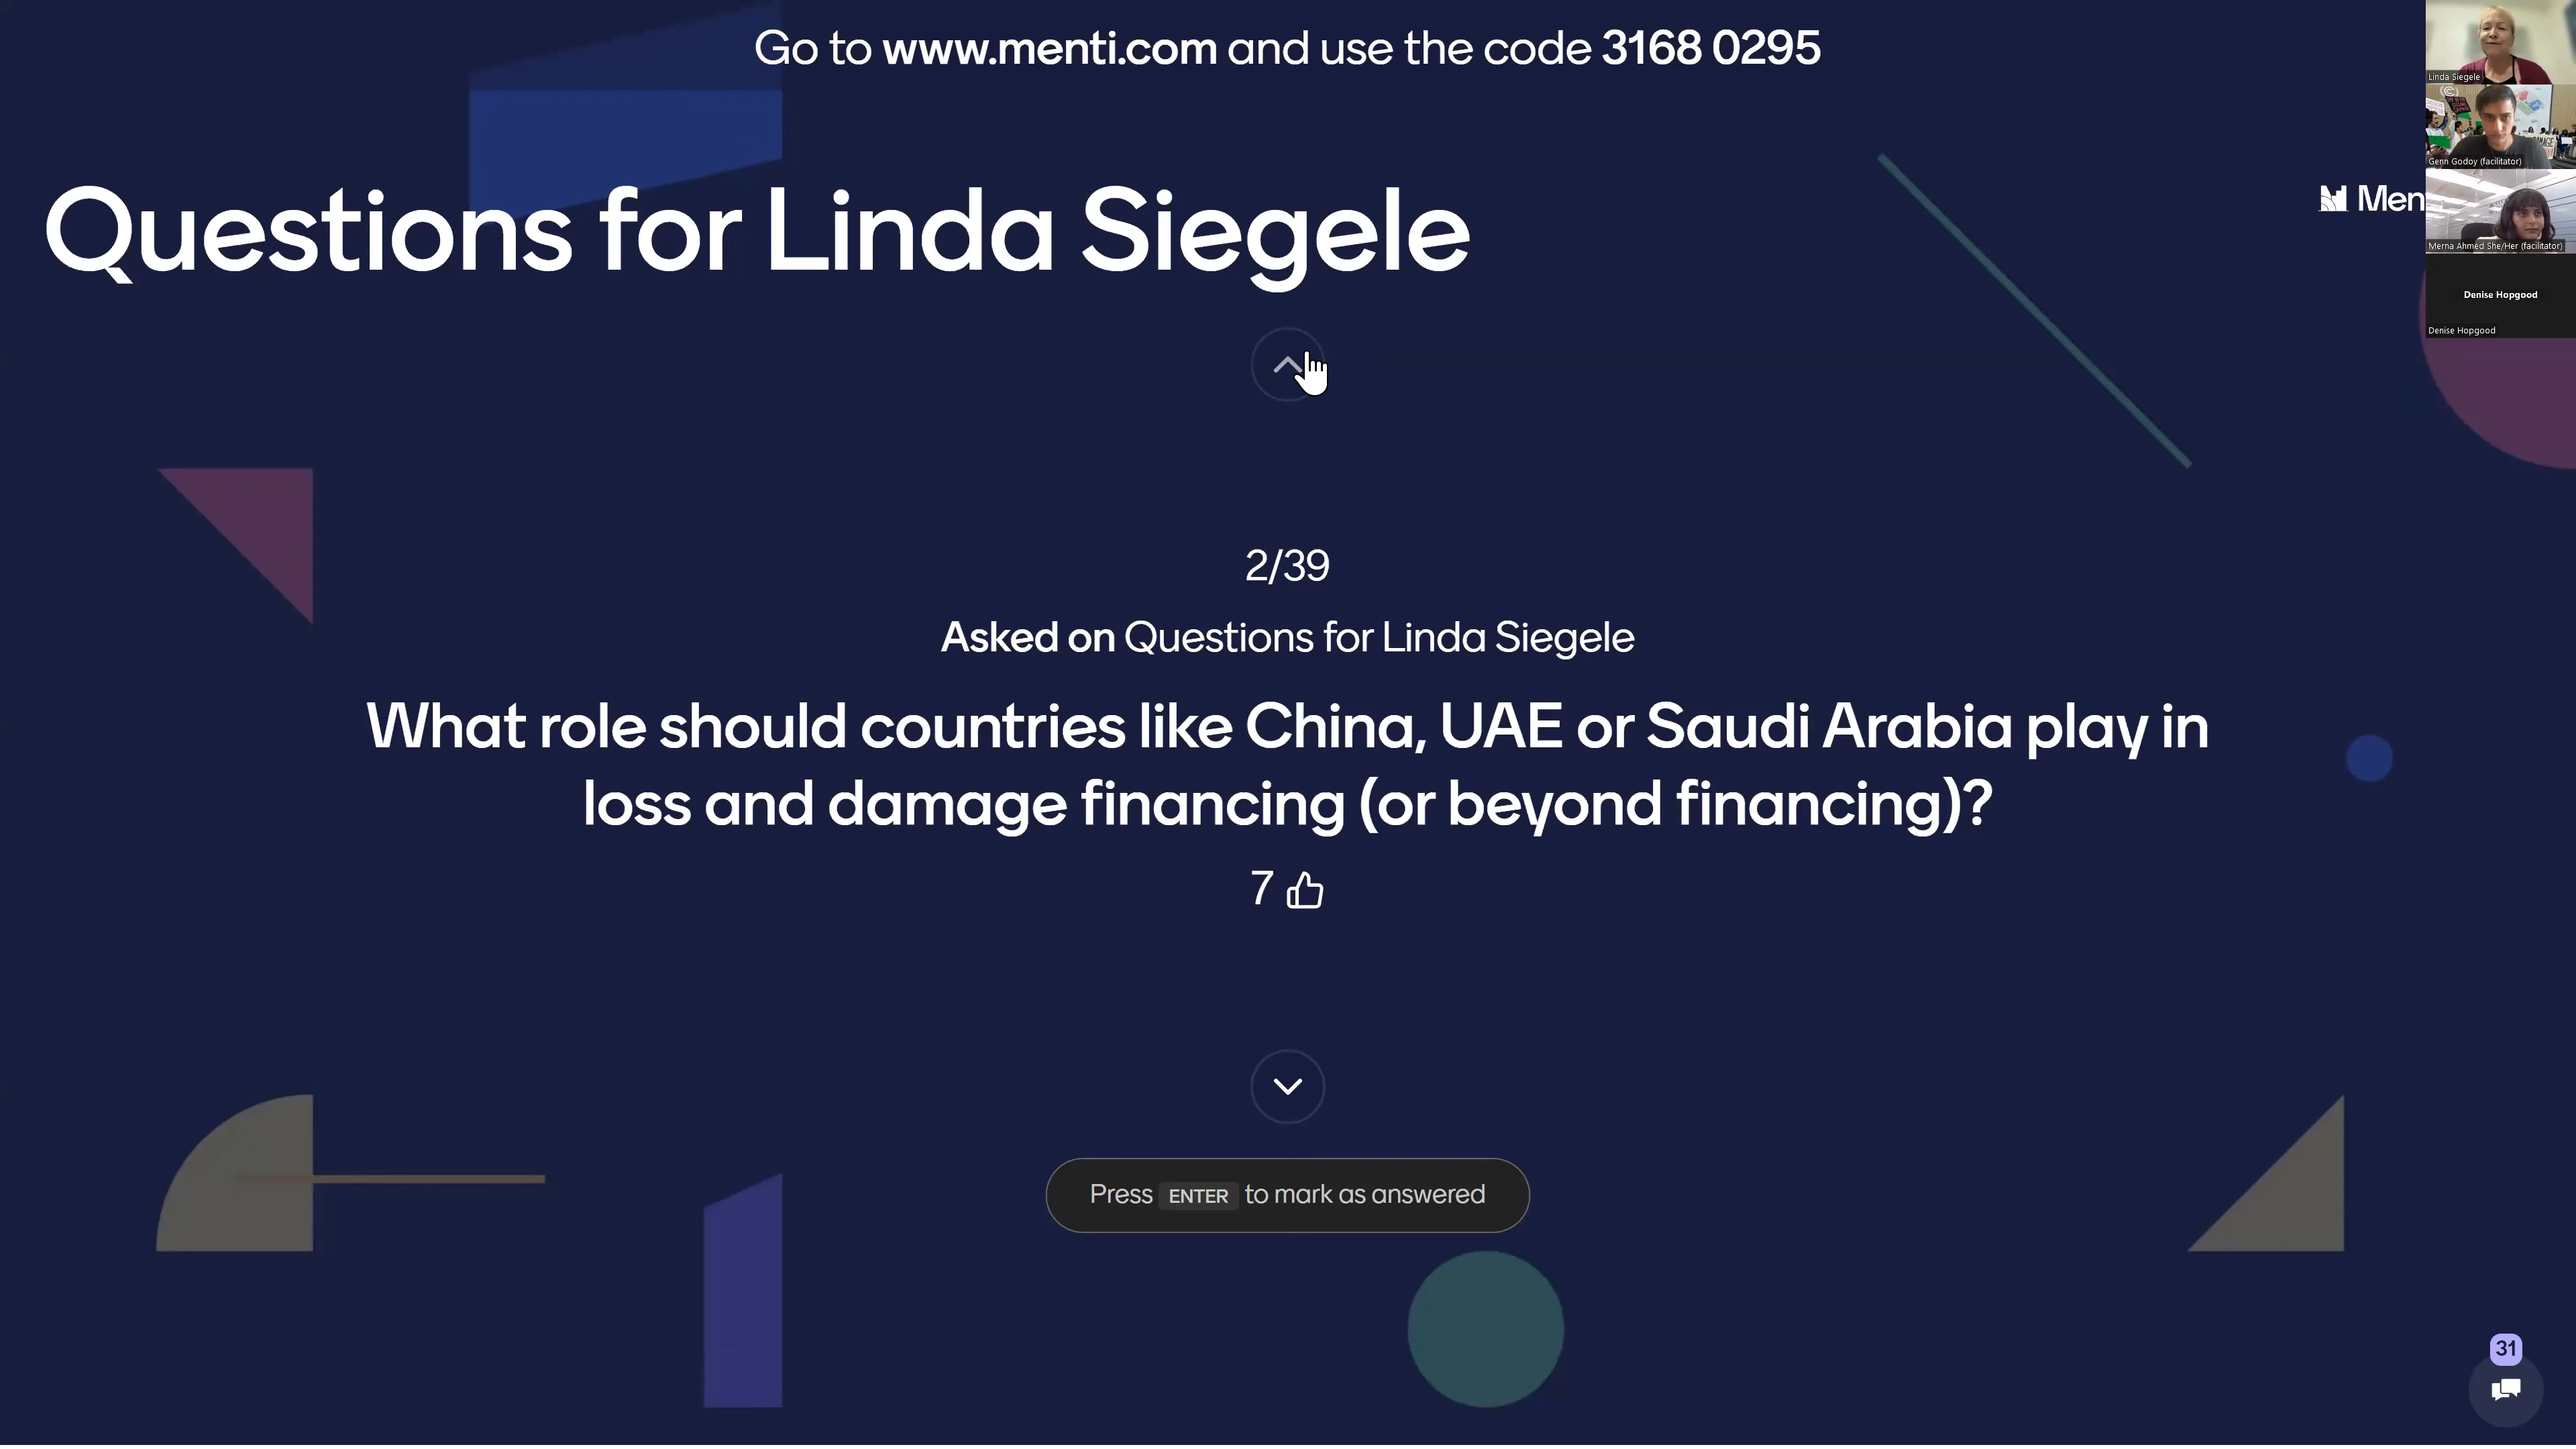 Go to www.menti.com and use the code 3168 0295
Linda Siegele
Genn Godoy (facilitator)
Questions for Linda Siegele
Men
Merna Ahmed She/Her (facilitator)
Denise Hopgood
Denise Hopgood
2/39
Asked on Questions for Linda Siegele
What role should countries like China, UAE or Saudi Arabia play in
loss and damage financing (or beyond financing)?
7
Press ENTER to mark as answered
31